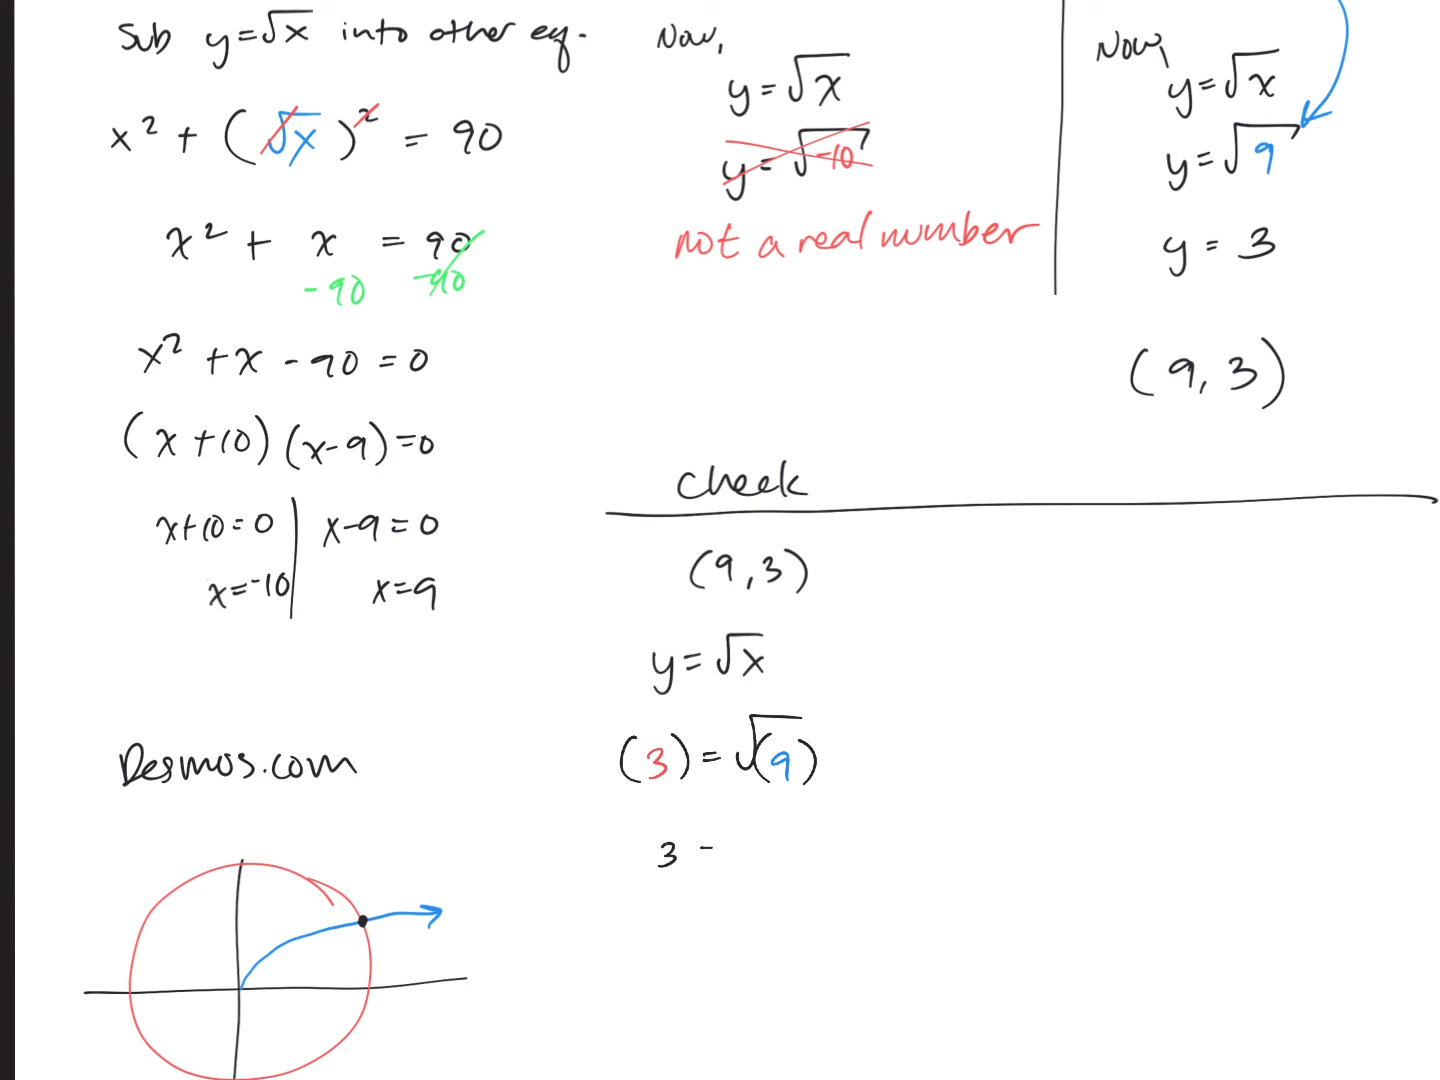 Sub y=√x into other eq.
x² + (√x)² = 90
x² + x = 90
-90 -90
x² + x - 90 = 0
(x+10)(x-9)=0
x+10=0 | x-9=0
x=-10 | x=9
Desmos.com
Now,
y=√x
y=√-10
not a real number
Now,
y=√x
y=√9
y = 3
(9,3)
Check
(9,3)
y=√x
(3) = √(9)
3 -